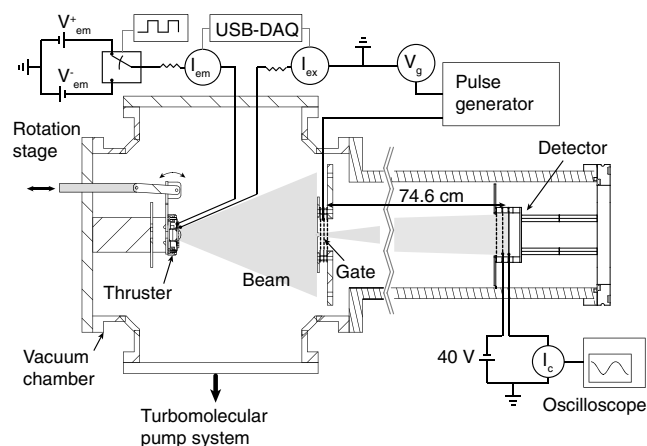 V+em
USB-DAQ
Iem
Iex
Vg
V-em
Pulse
generator
Rotation
stage
Detector
74.6 cm
Gate
Thruster
Beam
Vacuum
chamber
40 V
Ic
Oscilloscope
Turbomolecular
pump system